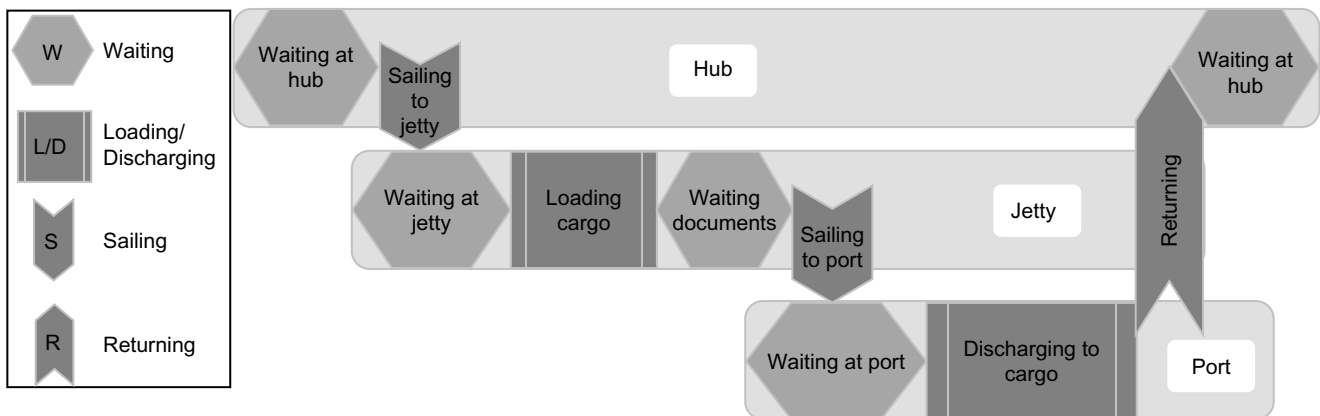 W
Waiting
L/D
Loading/
Discharging
S
Sailing
R
Returning
Waiting at
hub
Sailing
to
jetty
Hub
Waiting at
hub
Waiting at
jetty
Loading
cargo
Waiting
documents
Sailing
to port
Jetty
Returning
Waiting at port
Discharging to
cargo
Port